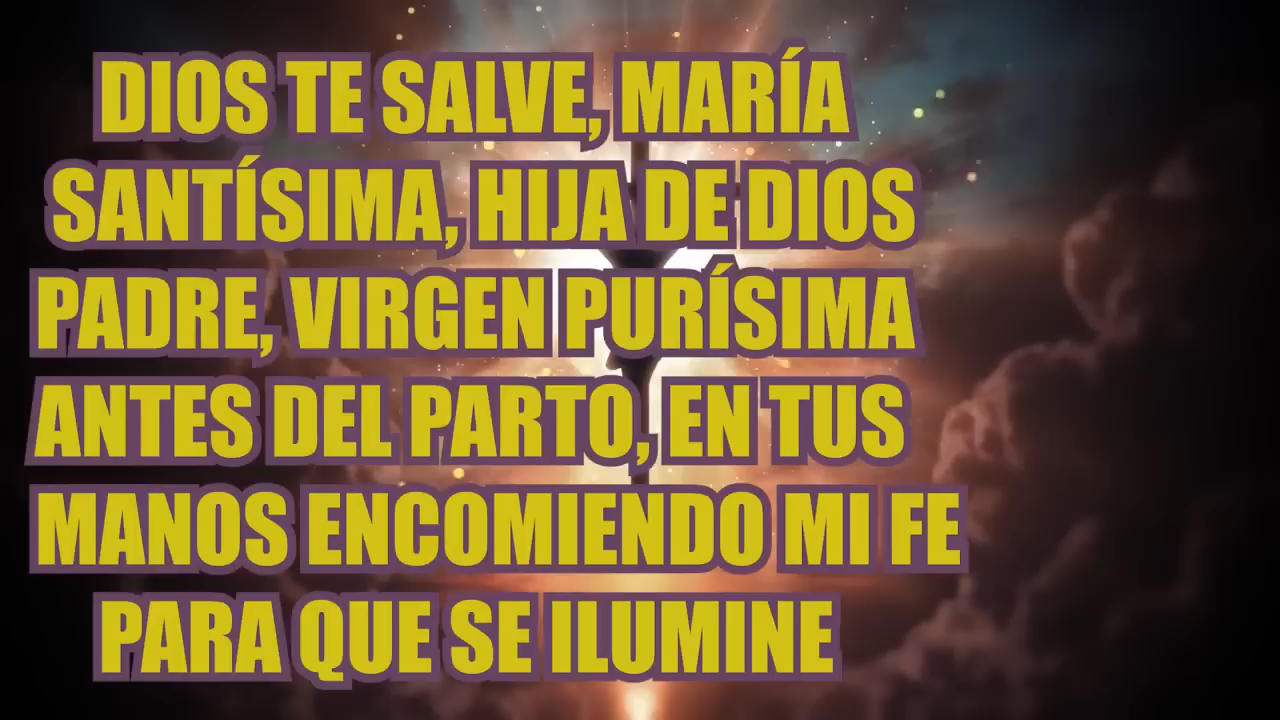 DIOS TE SALVE, MARÍA
SANTÍSIMA, HIJA DE DIOS
PADRE, VIRGEN PURÍSIMA
ANTES DEL PARTO, EN TUS
MANOS ENCOMIENDO MI FE
PARA QUE SE ILUMINE